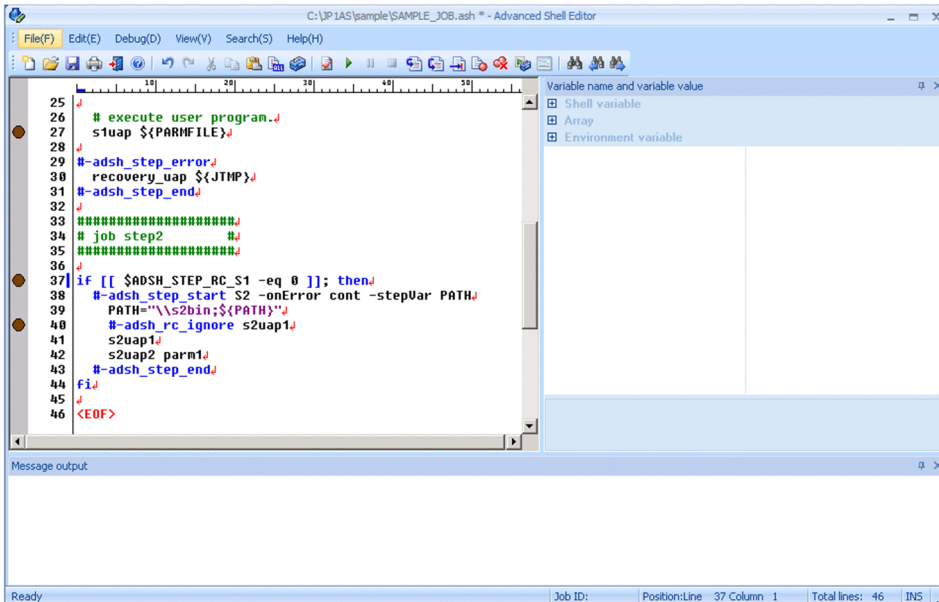 C:\JP1AS\sample\SAMPLE_JOB.ash * - Advanced Shell Editor
File(F) Edit(E) Debug(D) View(V) Search(S) Help(H)
10 20 30 40 50
Variable name and variable value
Shell variable
Array
Environment variable
25
26 # execute user program.
27 s1uap ${PARMFILE}
28
29 #-adsh_step_error
30 recovery_uap ${JTMP}
31 #-adsh_step_end
32
33 ####################
34 # job step2 #
35 ####################
36
37 if [[ $ADSH_STEP_RC_S1 -eq 0 ]]; then
38 #-adsh_step_start S2 -onError cont -stepVar PATH
39 PATH="\\s2bin;${PATH}"
40 #-adsh_rc_ignore s2uap1
41 s2uap1
42 s2uap2 parm1
43 #-adsh_step_end
44 fi
45
46 <EOF>
Message output
Ready Job ID: Position:Line 37 Column 1 Total lines: 46 INS